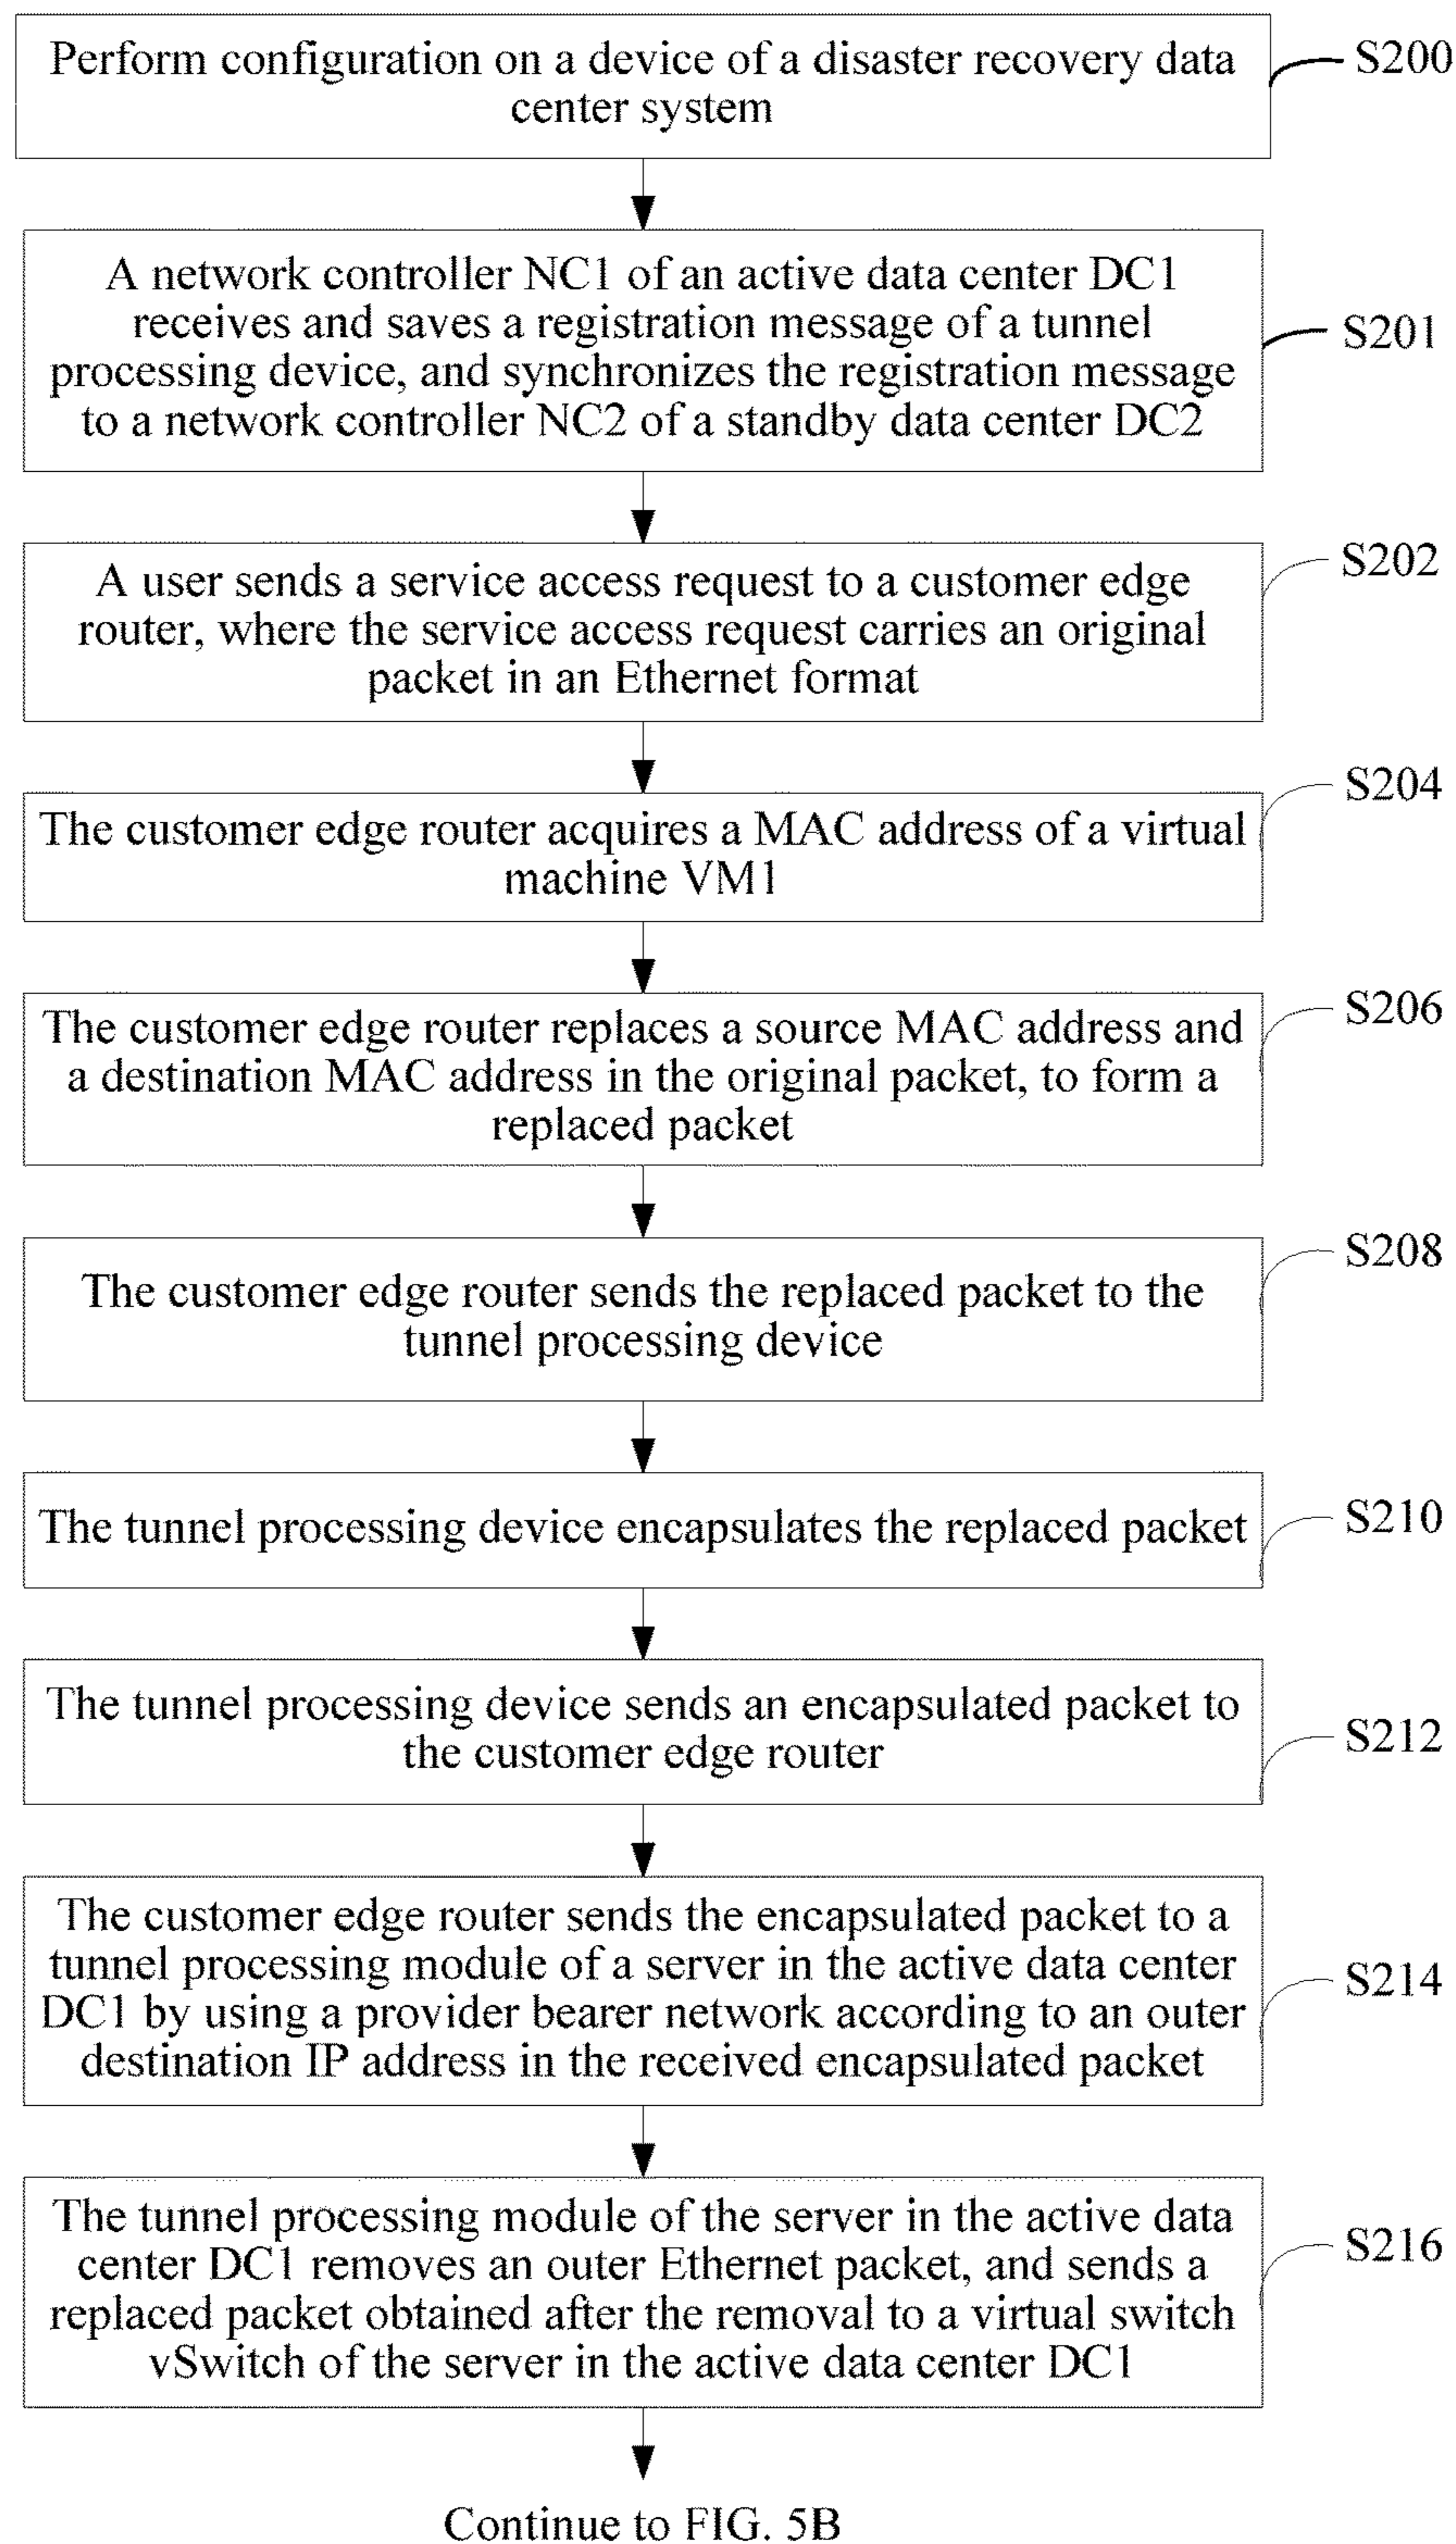 Perform configuration on a device of a disaster recovery data
center system
S200
A network controller NC1 of an active data center DC1
receives and saves a registration message of a tunnel
processing device, and synchronizes the registration message
to a network controller NC2 of a standby data center DC2
S201
A user sends a service access request to a customer edge
router, where the service access request carries an original
packet in an Ethernet format
S202
The customer edge router acquires a MAC address of a virtual
machine VM1
S204
The customer edge router replaces a source MAC address and
a destination MAC address in the original packet, to form a
replaced packet
S206
The customer edge router sends the replaced packet to the
tunnel processing device
S208
The tunnel processing device encapsulates the replaced packet
S210
The tunnel processing device sends an encapsulated packet to
the customer edge router
S212
The customer edge router sends the encapsulated packet to a
tunnel processing module of a server in the active data center
DC1 by using a provider bearer network according to an outer
destination IP address in the received encapsulated packet
S214
The tunnel processing module of the server in the active data
center DC1 removes an outer Ethernet packet, and sends a
replaced packet obtained after the removal to a virtual switch
vSwitch of the server in the active data center DC1
S216
Continue to FIG. 5B